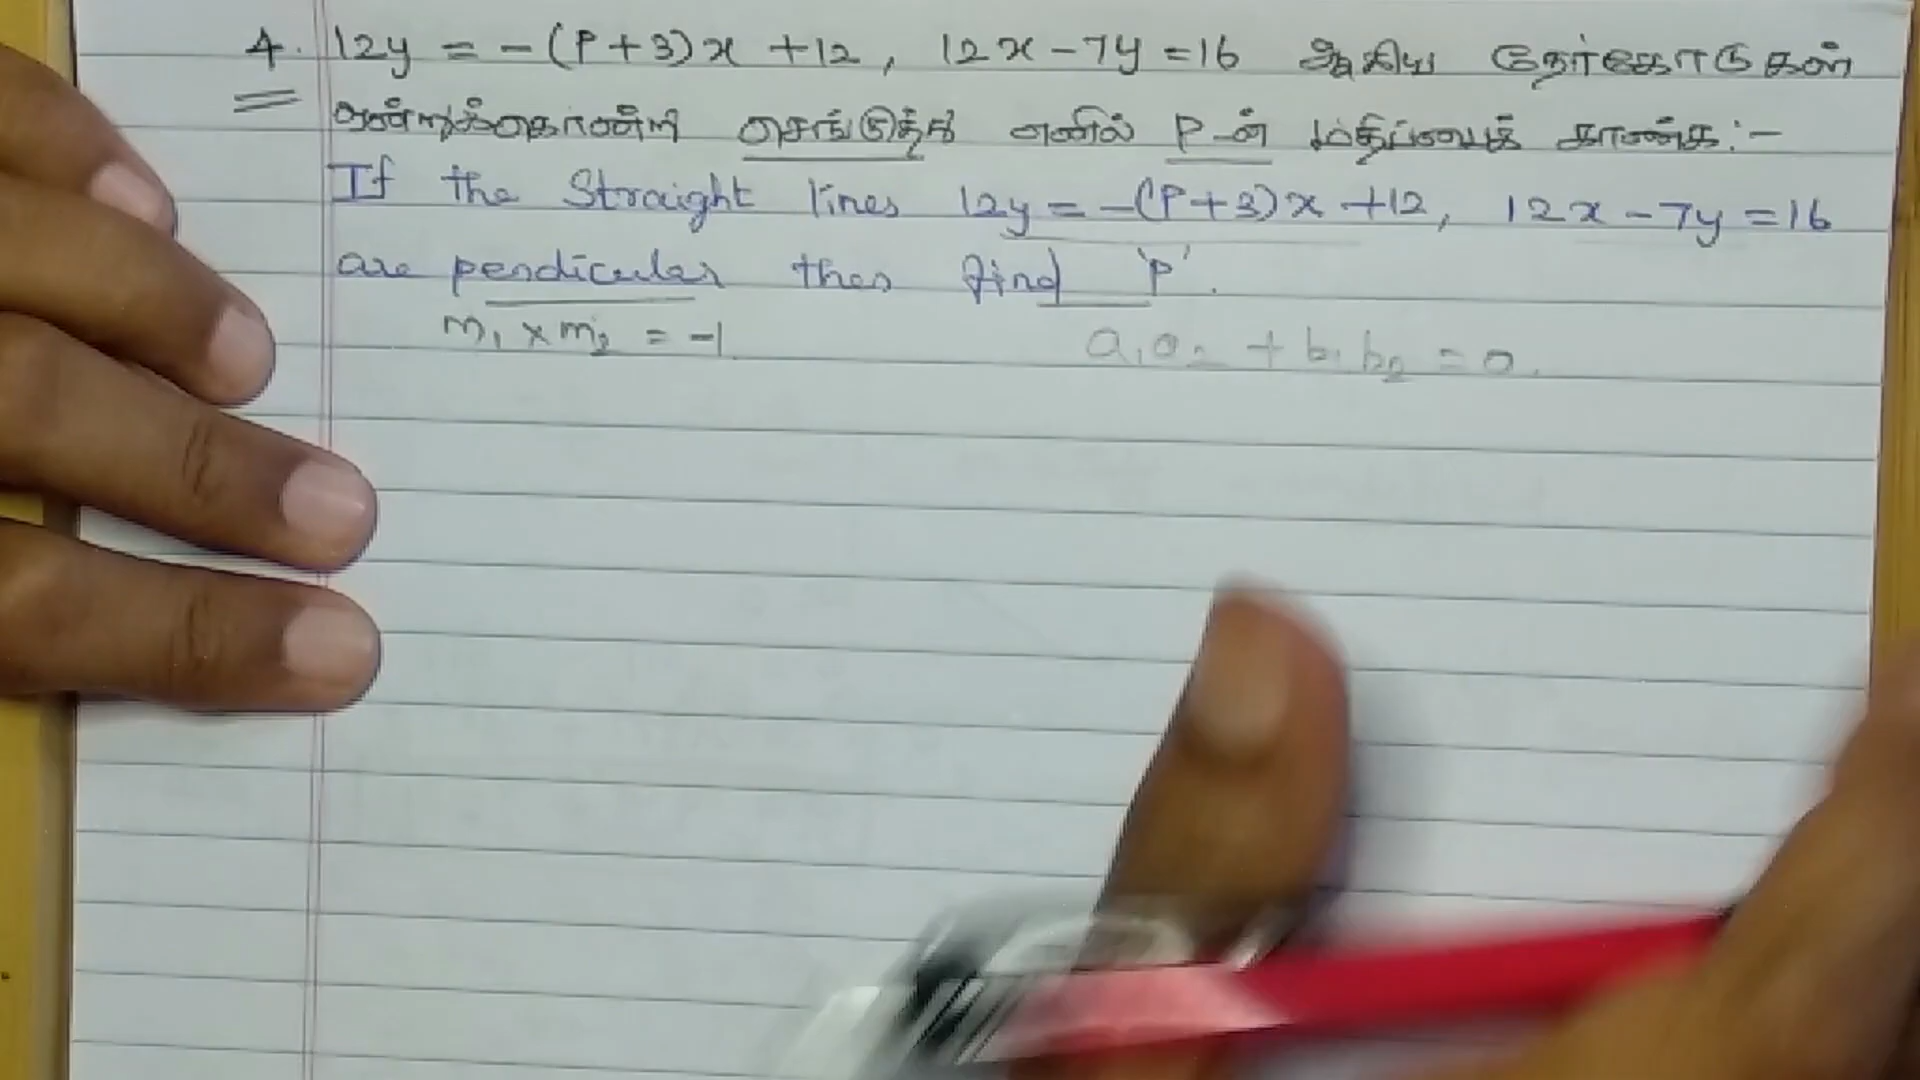 4. 12y = -(P+3)x +12, 12x-7y=16 ஆகிய நேர்கோடுகள்
ஒன்றுக்கொன்று செங்குத்து எனில் P-ன் மதிப்பைக் காண்க:-
If the Straight lines 12y=-(P+3)x+12, 12x-7y=16
are pendicular then find 'P'.
m₁ × m₂ = -1 a₁a₂ + b₁b₂ = 0.